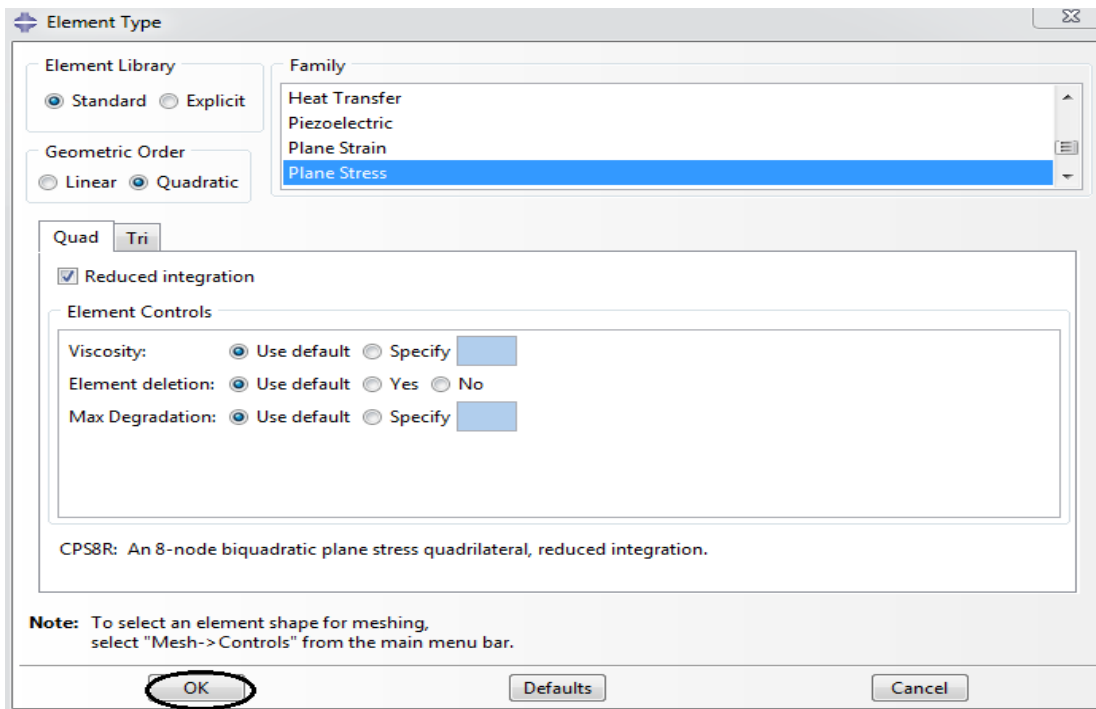 Element Type
Element Library
Standard Explicit
Geometric Order
Linear Quadratic
Family
Heat Transfer
Piezoelectric
Plane Strain
Plane Stress
Quad Tri
Reduced integration
Element Controls
Viscosity: Use default Specify
Element deletion: Use default Yes No
Max Degradation: Use default Specify
CPS8R: An 8-node biquadratic plane stress quadrilateral, reduced integration.
Note: To select an element shape for meshing,
select "Mesh->Controls" from the main menu bar.
OK Defaults Cancel